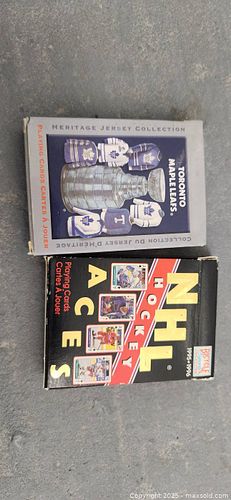 HERITAGE JERSEY COLLECTION
TORONTO
MAPLE LEAFS®
COLLECTION DU JERSEY D'HÉRITAGE
PLAYING CARDS·CARTES À JOUER
1995-1996
NHL®
HOCKEY
ACES
Playing Cards
Cartes À Jouer
Copyright © 2025 - maxsold.com